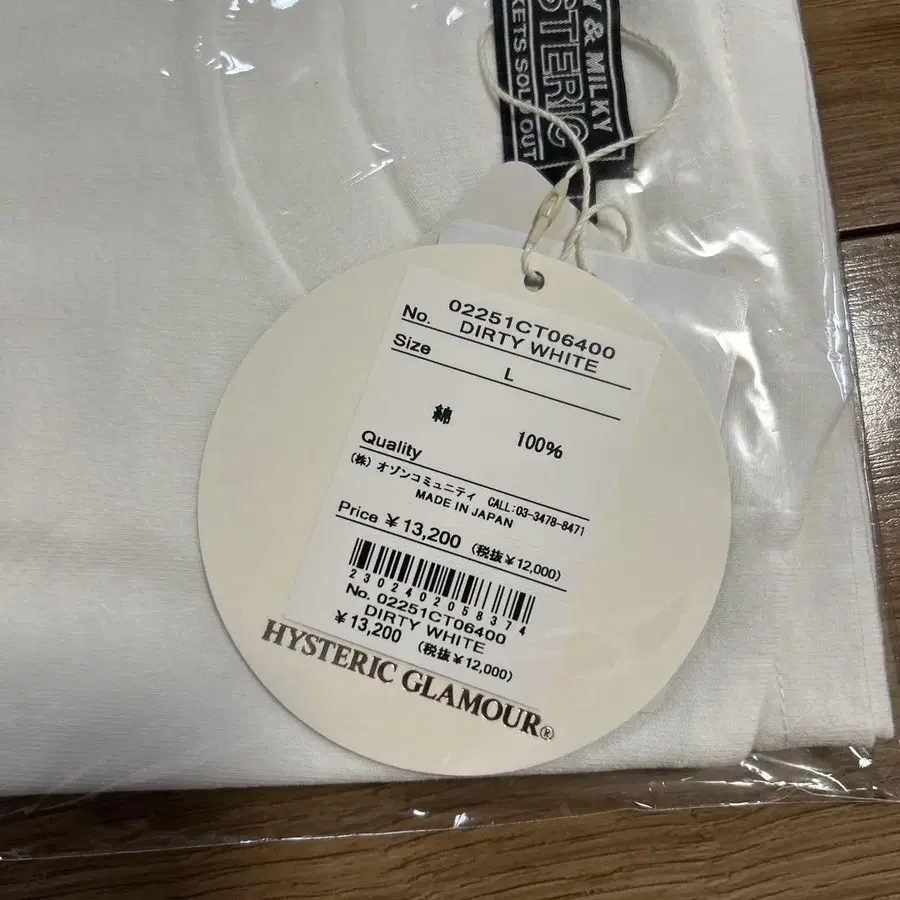 & MILKY
STERIC
KETS SOLD OUT
No. 02251CT06400
DIRTY WHITE
Size
L
綿 100%
Quality
(株) オゾンコミュニティ CALL:03-3478-8471
MADE IN JAPAN
Price ¥13,200 (税抜¥12,000)
2302402058374
No. 02251CT06400
DIRTY WHITE
¥13,200 (税抜¥12,000)
HYSTERIC GLAMOUR®